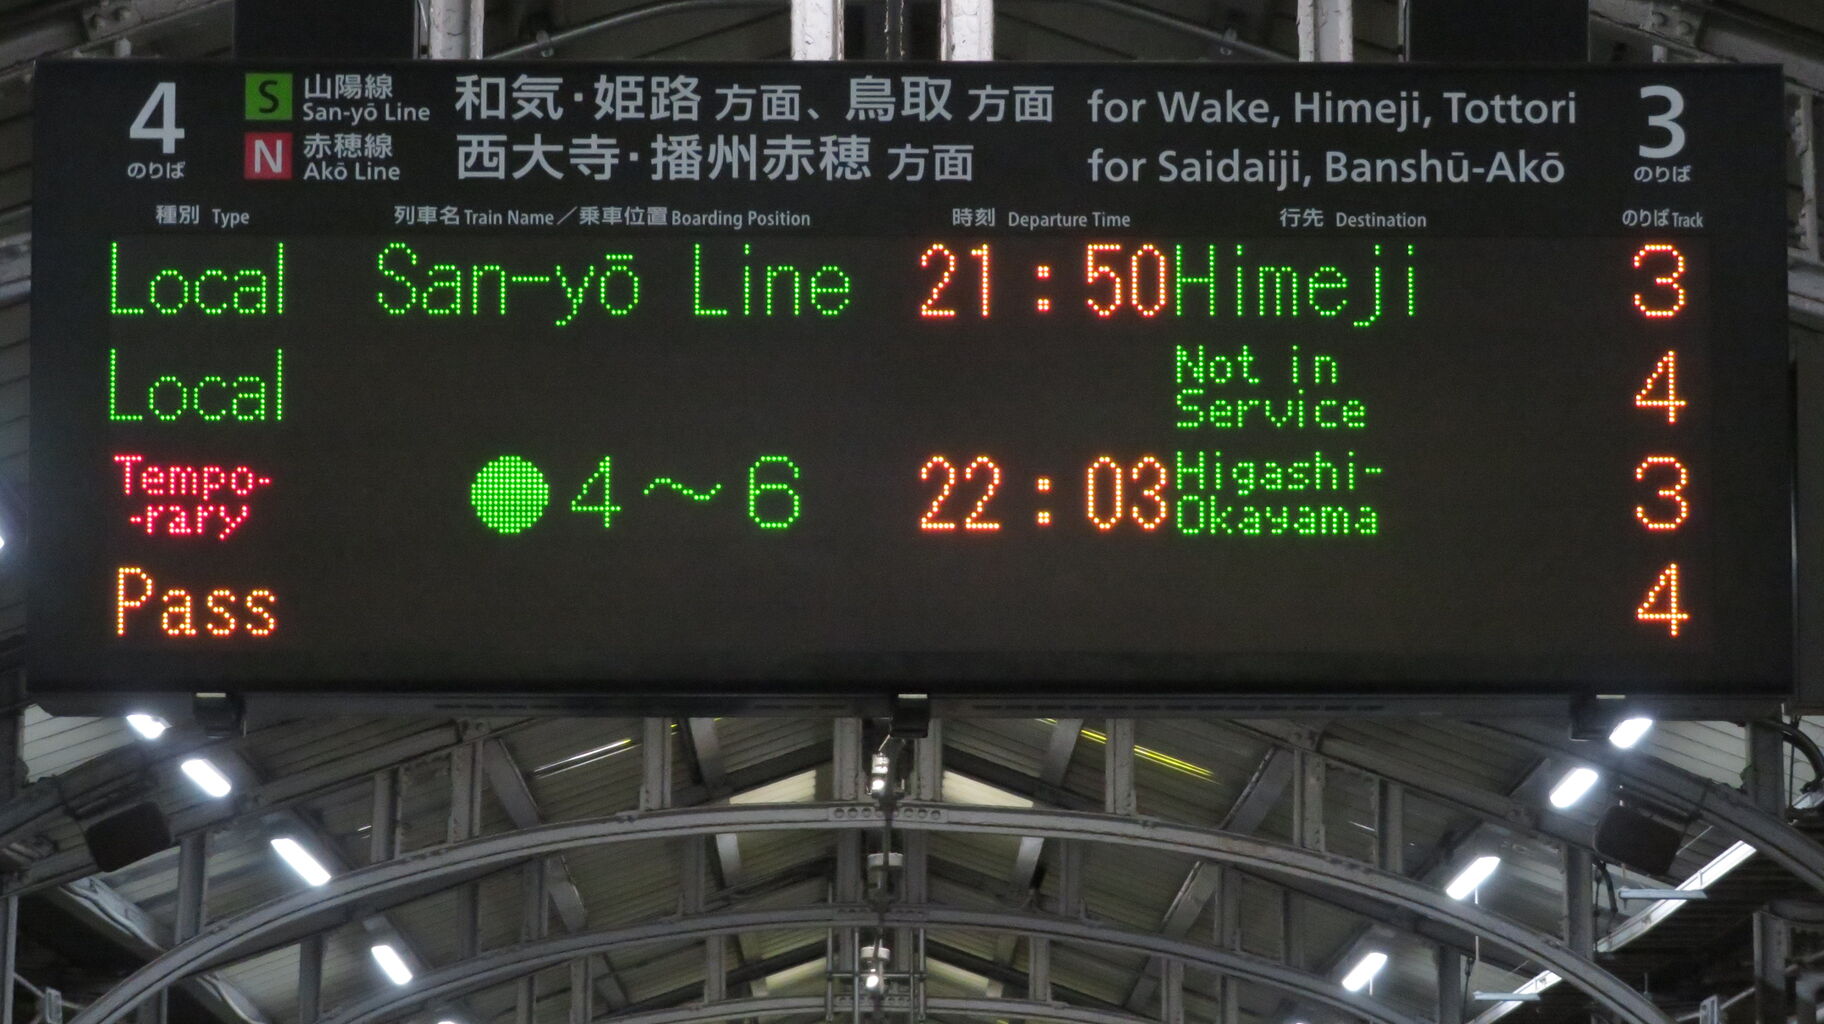 4 のりば S 山陽線 San-yō Line 和気・姫路 方面、鳥取 方面 for Wake, Himeji, Tottori 3 のりば
N 赤穂線 Akō Line 西大寺・播州赤穂 方面 for Saidaiji, Banshū-Akō
種別 Type 列車名 Train Name／乗車位置 Boarding Position 時刻 Departure Time 行先 Destination のりば Track
Local San-yō Line 21:50 Himeji 3
Local Not in Service 4
Tempo- -rary ●4～6 22:03 Higashi-Okayama 3
Pass 4